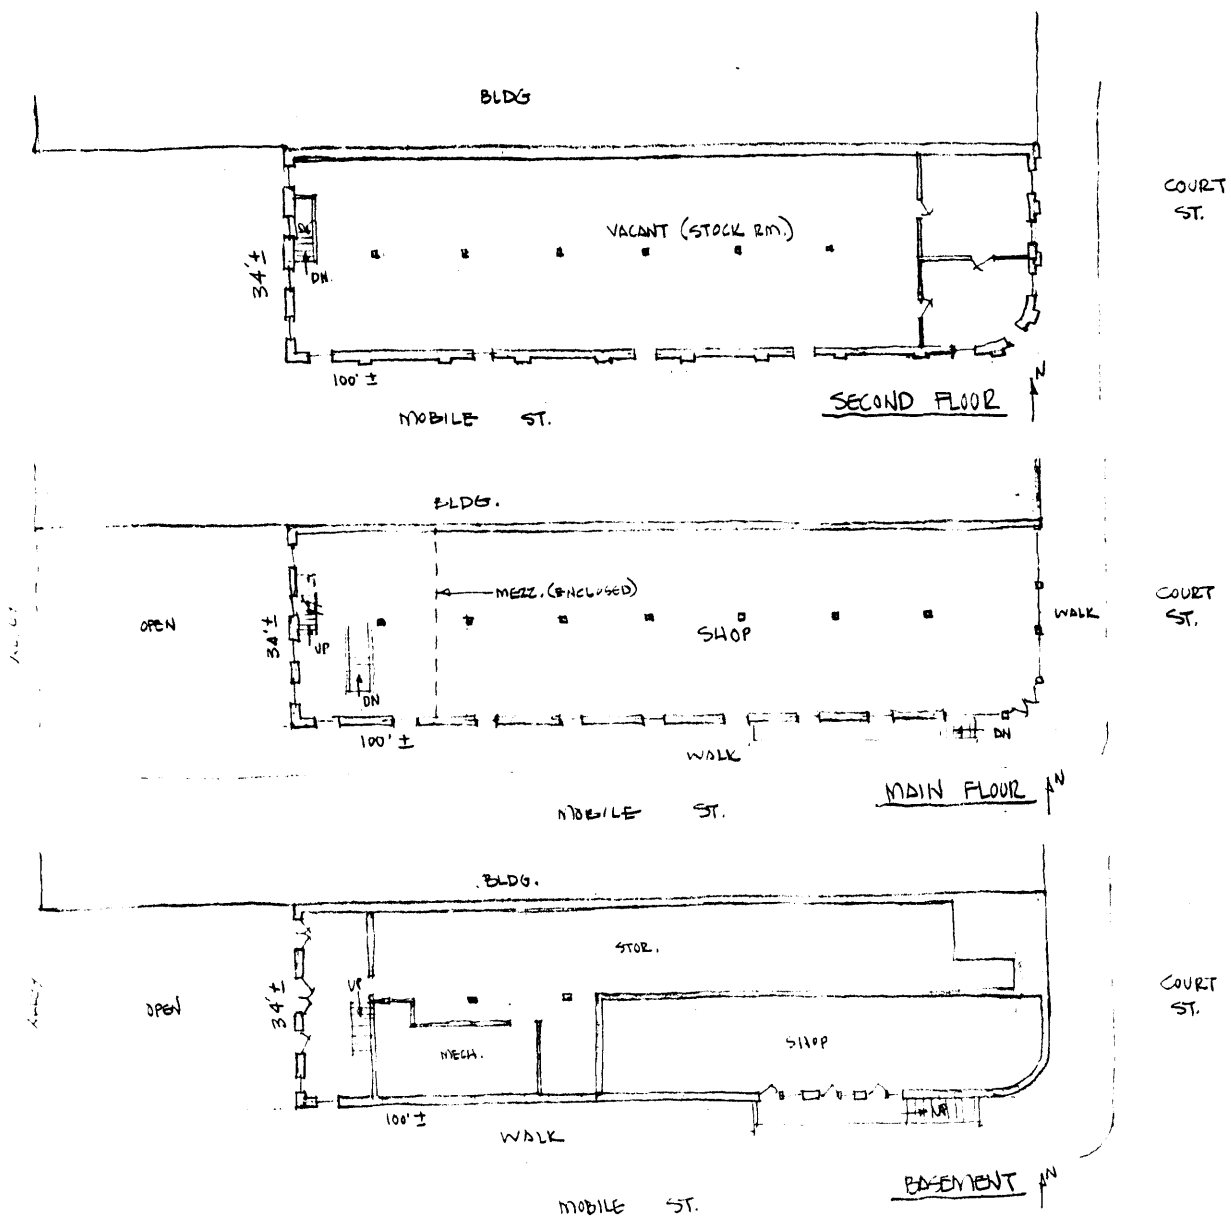 BLDG
COURT
ST.
VACANT (STOCK RM.)
34'±
DN.
100' ±
N
SECOND FLOOR
MOBILE ST.
BLDG.
MEZZ. (ENCLOSED)
COURT
ST.
WALK
OPEN
34'±
SHOP
UP
DN
DN
100' ±
WALK
N
MAIN FLOOR
MOBILE ST.
BLDG.
STOR.
UP
COURT
ST.
OPEN
34'±
SHOP
MECH.
UP
100' ±
WALK
N
BASEMENT
MOBILE ST.